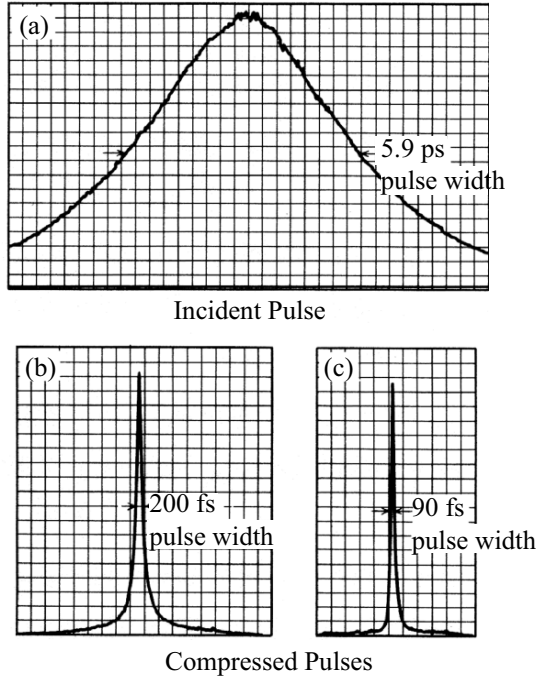 (a)
5.9 ps
pulse width
Incident Pulse
(b)
200 fs
pulse width
(c)
90 fs
pulse width
Compressed Pulses